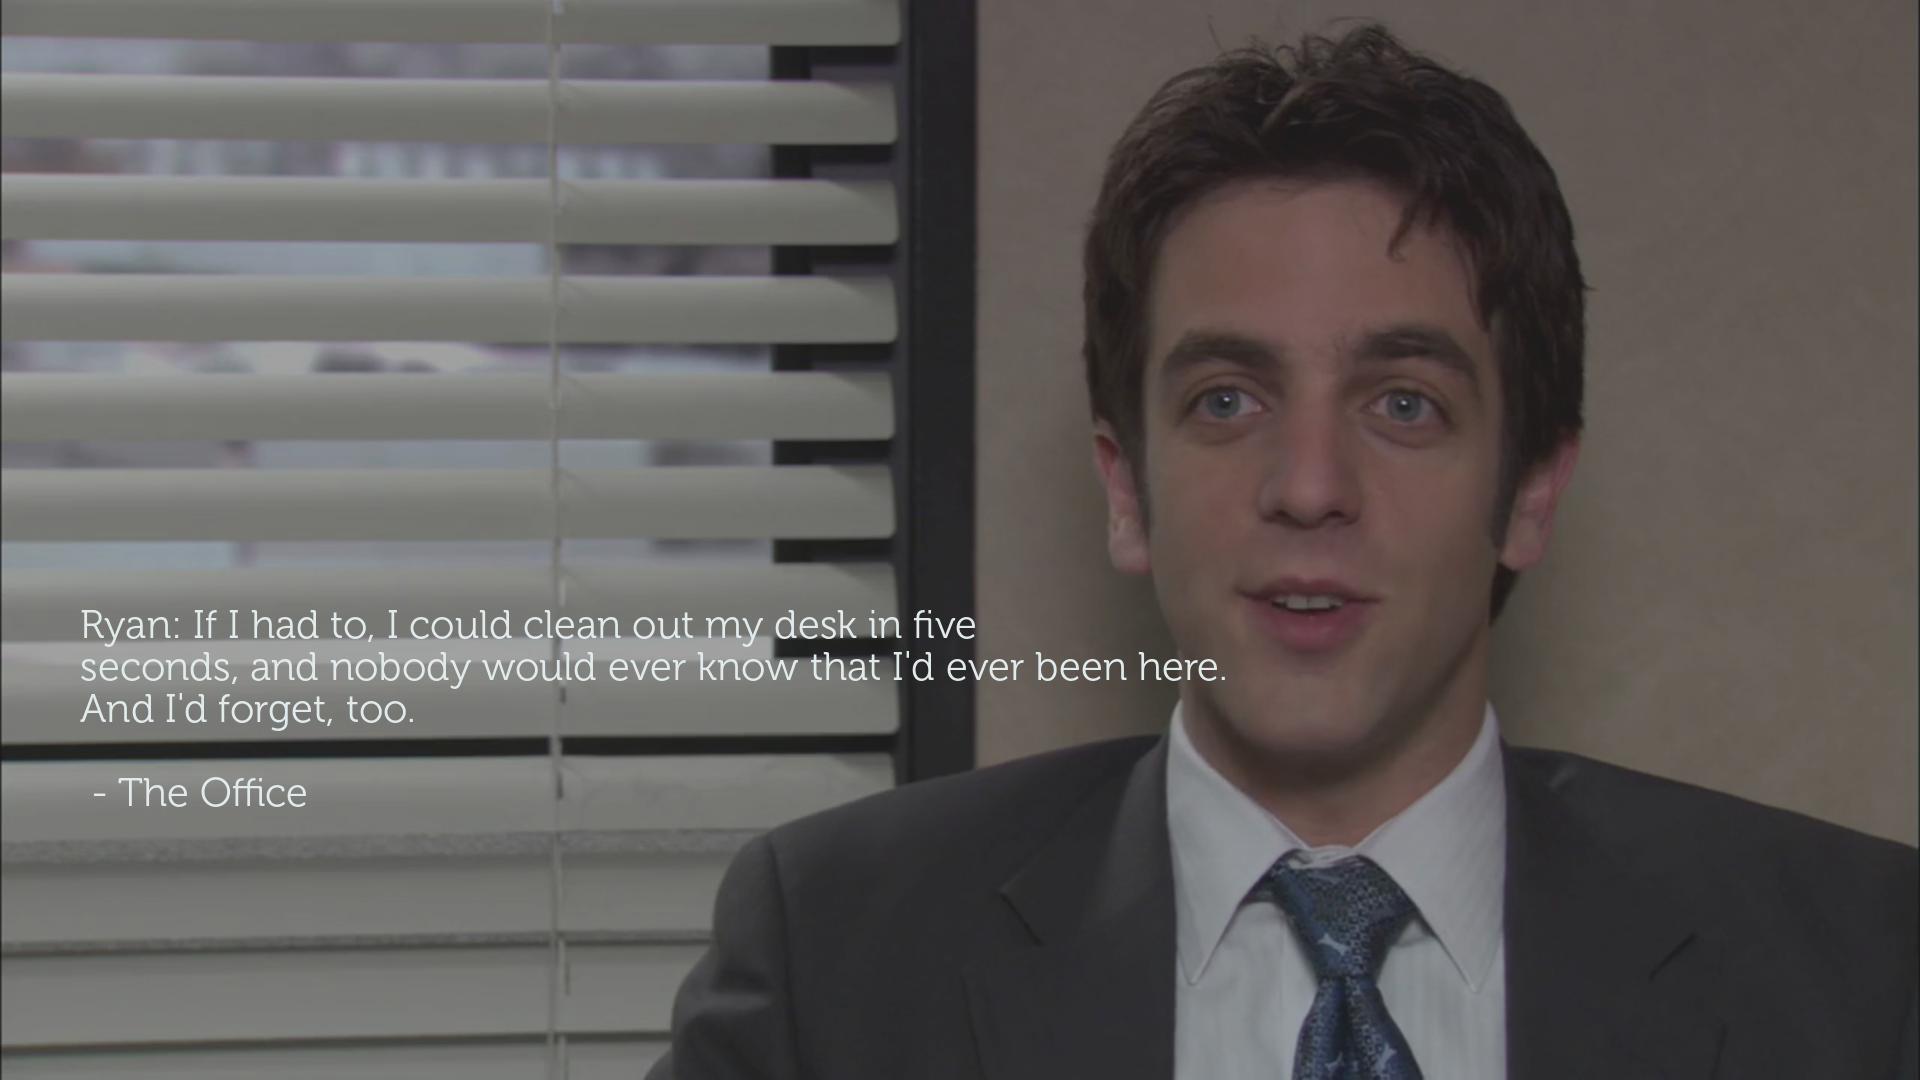 Ryan: If I had to, I could clean out my desk in five
seconds, and nobody would ever know that I'd ever been here.
And I'd forget, too.
- The Office